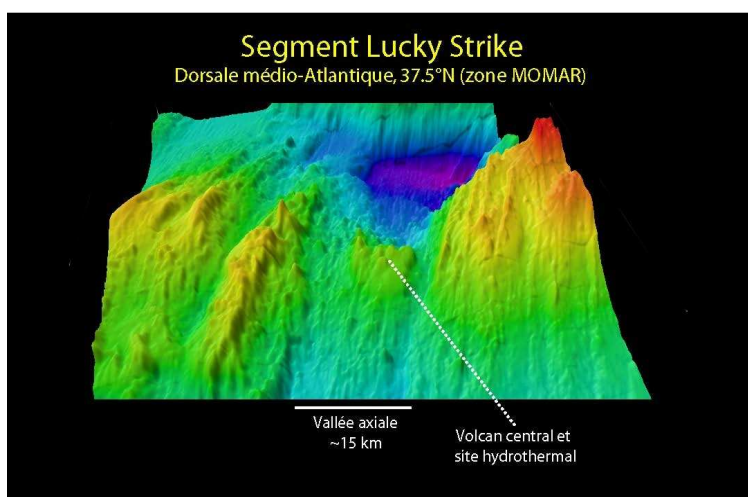 Segment Lucky Strike
Dorsale médio-Atlantique, 37.5°N (zone MOMAR)
Vallée axiale
~15 km
Volcan central et
site hydrothermal